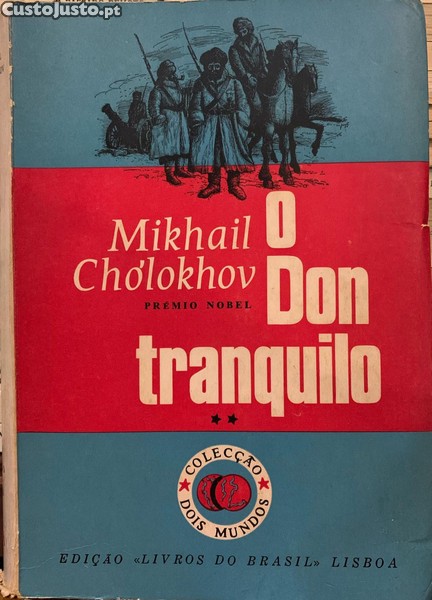 CustoJusto.pt
Mikhail
Chólokhov
PRÉMIO NOBEL
O
Don
tranquilo
**
COLECÇÃO
DOIS MUNDOS
EDIÇÃO «LIVROS DO BRASIL» LISBOA